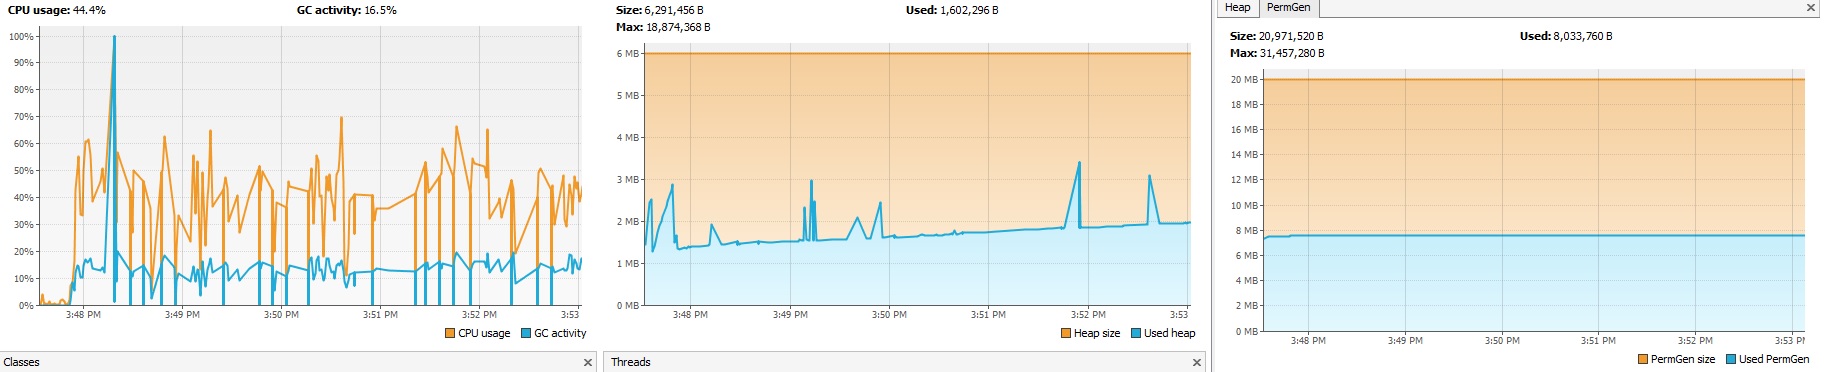 CPU usage: 44.4% GC activity: 16.5%
100%
90%
80%
70%
60%
50%
40%
30%
20%
10%
0%
3:48 PM 3:49 PM 3:50 PM 3:51 PM 3:52 PM 3:53
CPU usage GC activity
Classes
Size: 6,291,456 B Used: 1,602,296 B
Max: 18,874,368 B
6 MB
5 MB
4 MB
3 MB
2 MB
1 MB
0 MB
3:48 PM 3:49 PM 3:50 PM 3:51 PM 3:52 PM 3:53
Heap size Used heap
Threads
Heap PermGen
Size: 20,971,520 B Used: 8,033,760 B
Max: 31,457,280 B
20 MB
18 MB
16 MB
14 MB
12 MB
10 MB
8 MB
6 MB
4 MB
2 MB
0 MB
3:48 PM 3:49 PM 3:50 PM 3:51 PM 3:52 PM 3:53 P
PermGen size Used PermGen